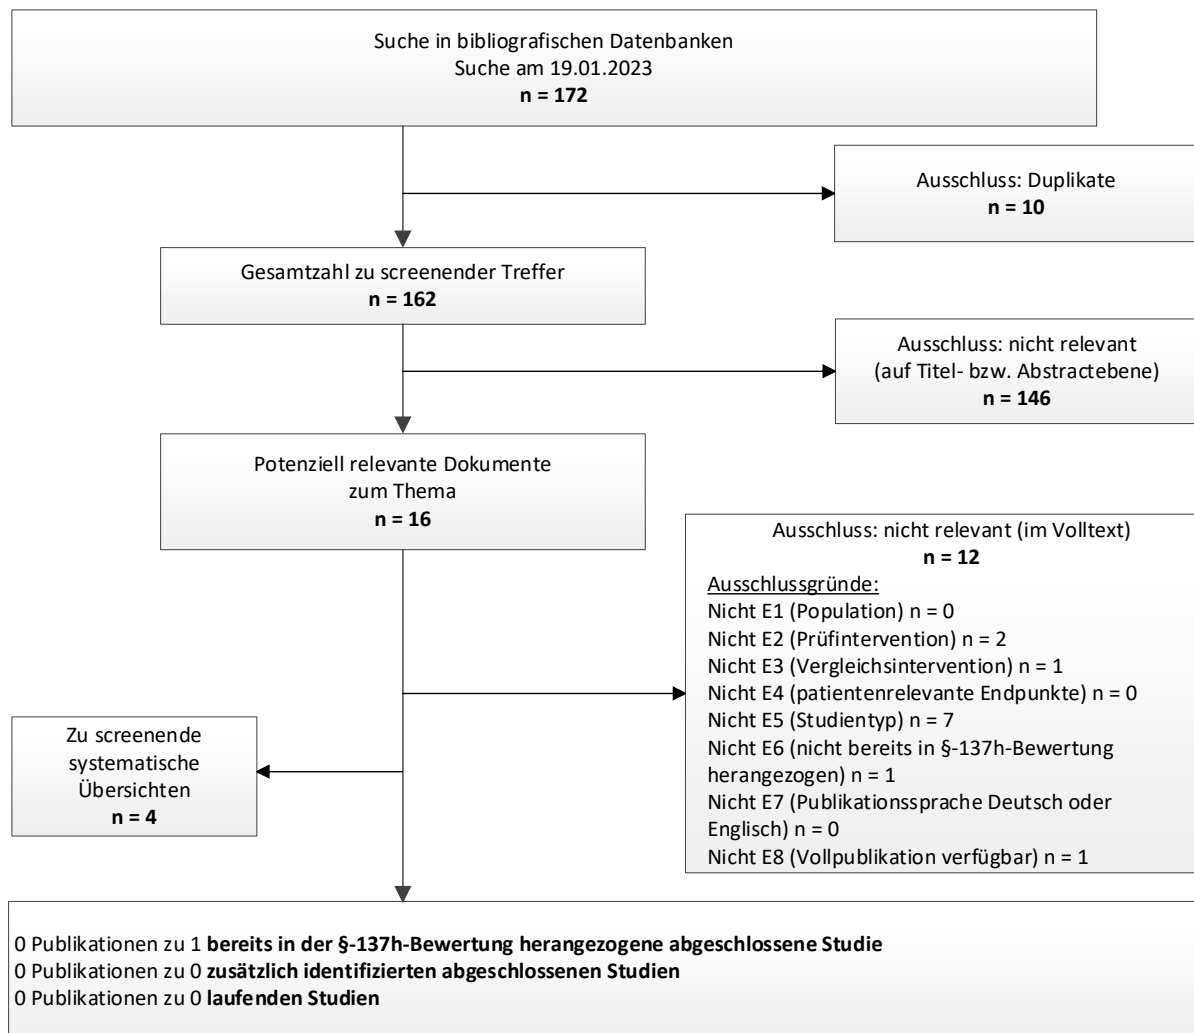 Suche in bibliografischen Datenbanken
Suche am 19.01.2023
n = 172
Ausschluss: Duplikate
n = 10
Gesamtzahl zu screenender Treffer
n = 162
Ausschluss: nicht relevant
(auf Titel- bzw. Abstractebene)
n = 146
Potenziell relevante Dokumente
zum Thema
n = 16
Ausschluss: nicht relevant (im Volltext)
n = 12
Ausschlussgründe:
Nicht E1 (Population) n = 0
Nicht E2 (Prüfintervention) n = 2
Nicht E3 (Vergleichsintervention) n = 1
Nicht E4 (patientenrelevante Endpunkte) n = 0
Nicht E5 (Studientyp) n = 7
Nicht E6 (nicht bereits in §-137h-Bewertung
herangezogen) n = 1
Nicht E7 (Publikationssprache Deutsch oder
Englisch) n = 0
Nicht E8 (Vollpublikation verfügbar) n = 1
Zu screenende
systematische
Übersichten
n = 4
0 Publikationen zu 1 bereits in der §-137h-Bewertung herangezogene abgeschlossene Studie
0 Publikationen zu 0 zusätzlich identifizierten abgeschlossenen Studien
0 Publikationen zu 0 laufenden Studien